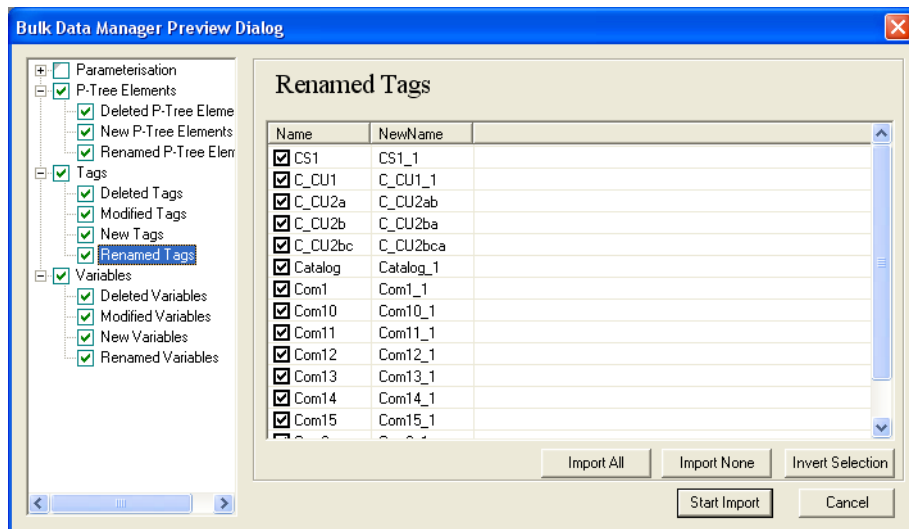 Bulk Data Manager Preview Dialog
Parameterisation
P-Tree Elements
Deleted P-Tree Eleme
New P-Tree Elements
Renamed P-Tree Elem
Tags
Deleted Tags
Modified Tags
New Tags
Renamed Tags
Variables
Deleted Variables
Modified Variables
New Variables
Renamed Variables
Renamed Tags
Name NewName
CS1 CS1_1
C_CU1 C_CU1_1
C_CU2a C_CU2ab
C_CU2b C_CU2ba
C_CU2bc C_CU2bca
Catalog Catalog_1
Com1 Com1_1
Com10 Com10_1
Com11 Com11_1
Com12 Com12_1
Com13 Com13_1
Com14 Com14_1
Com15 Com15_1
Import All Import None Invert Selection
Start Import Cancel